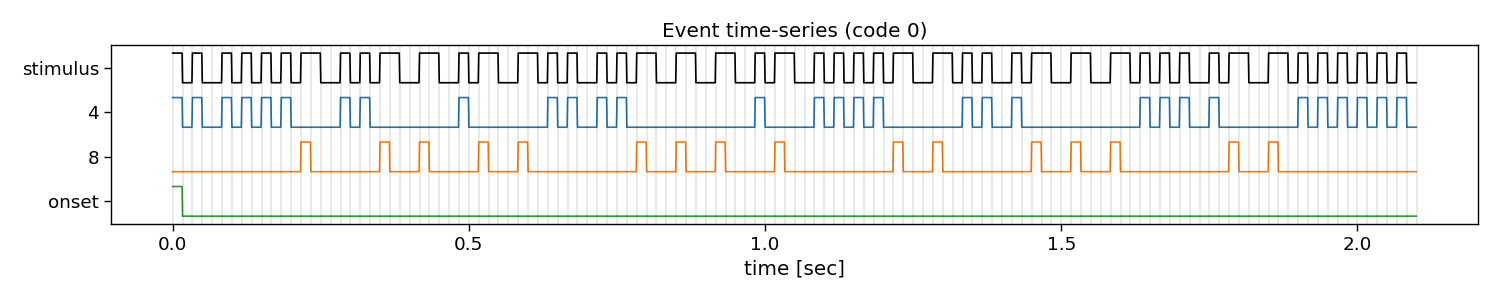 Event time-series (code 0)
stimulus
4
8
onset
0.0 0.5 1.0 1.5 2.0
time [sec]